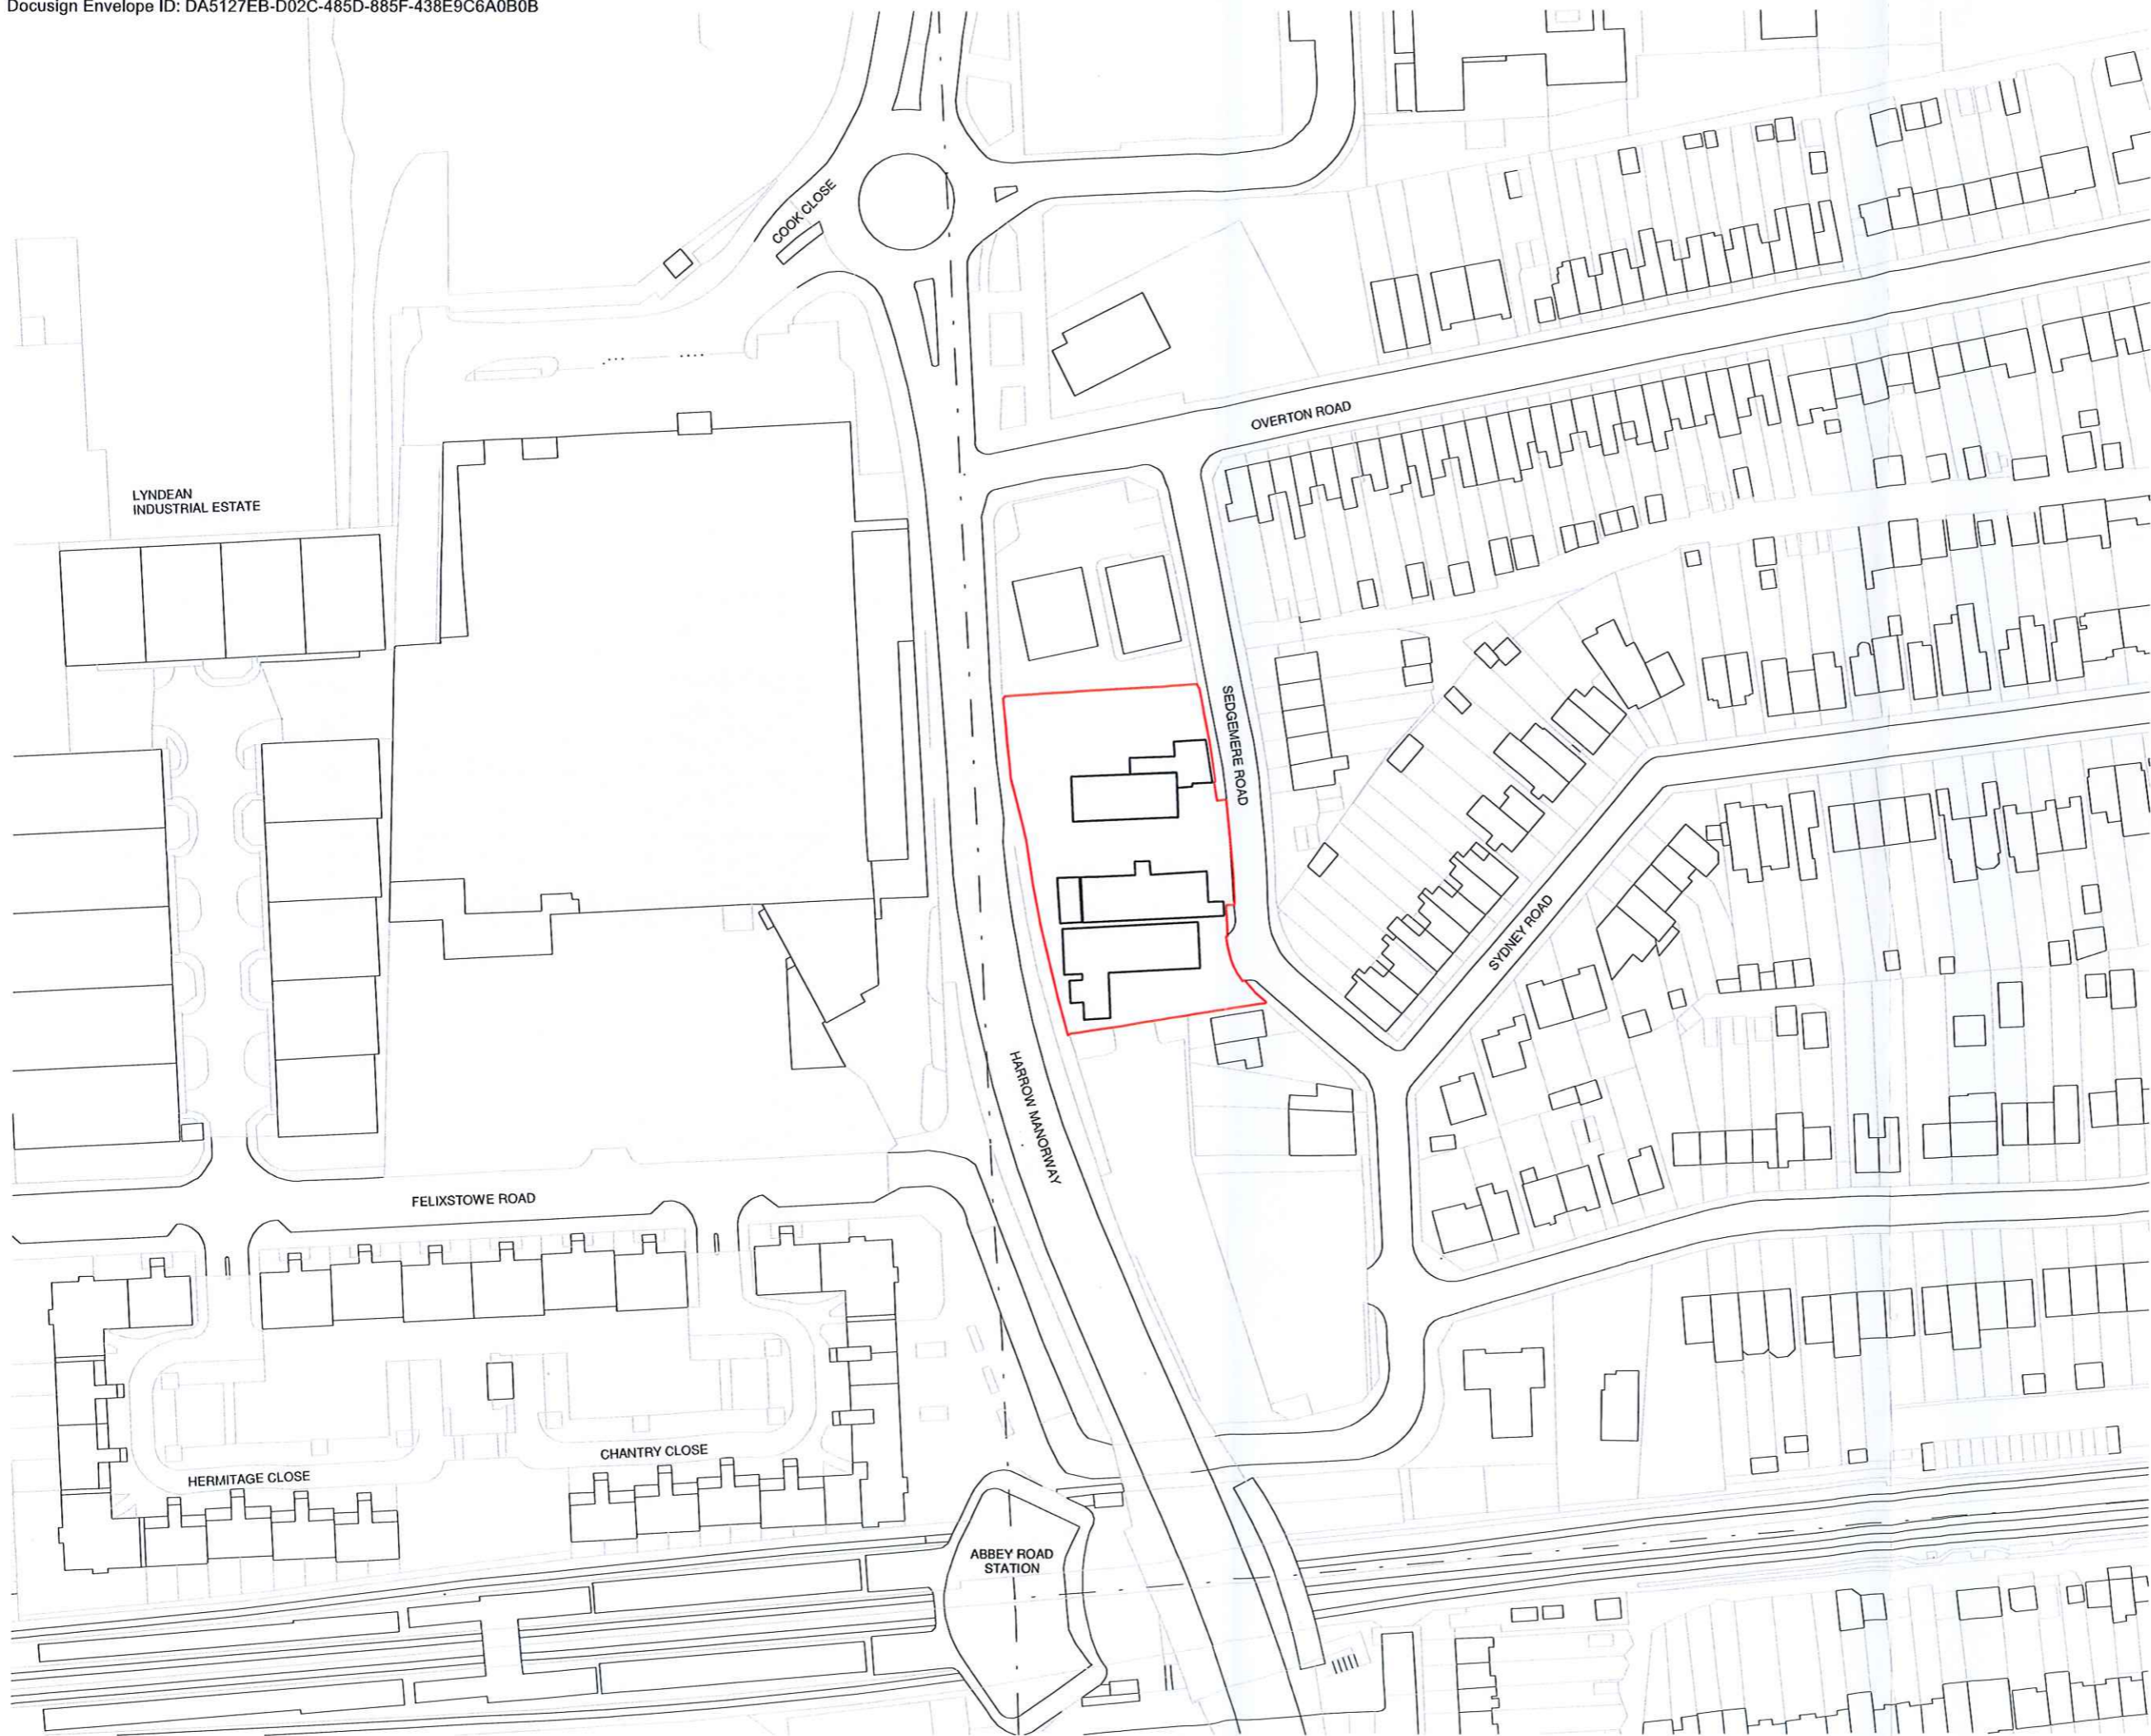 Docusign Envelope ID: DA5127EB-D02C-485D-885F-438E9C6A0B0B
COOK CLOSE
OVERTON ROAD
LYNDEAN
INDUSTRIAL ESTATE
SEDGEMERE ROAD
SYDNEY ROAD
HARROW MANORWAY
FELIXSTOWE ROAD
CHANTRY CLOSE
HERMITAGE CLOSE
ABBEY ROAD
STATION